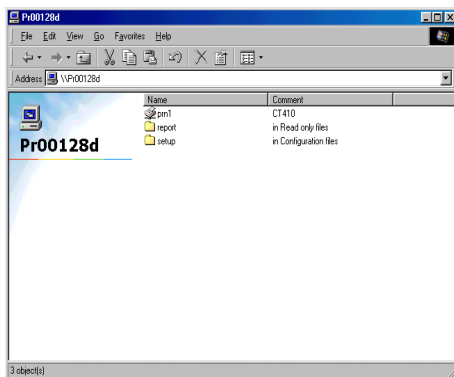 Pr00128d
File Edit View Go Favorites Help
Address \\Pr00128d
Name Comment
prn1 CT410
report in Read only files
setup in Configuration files
Pr00128d
3 object(s)